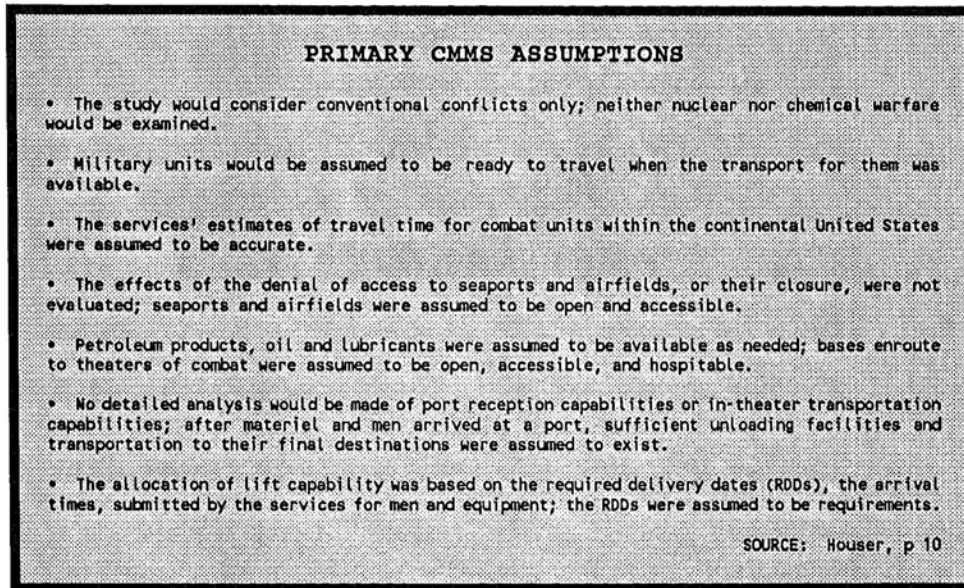 PRIMARY CMMS ASSUMPTIONS
• The study would consider conventional conflicts only; neither nuclear nor chemical warfare
would be examined.
• Military units would be assumed to be ready to travel when the transport for them was
available.
• The services' estimates of travel time for combat units within the continental United States
were assumed to be accurate.
• The effects of the denial of access to seaports and airfields, or their closure, were not
evaluated; seaports and airfields were assumed to be open and accessible.
• Petroleum products, oil and lubricants were assumed to be available as needed; bases enroute
to theaters of combat were assumed to be open, accessible, and hospitable.
• No detailed analysis would be made of port reception capabilities or in-theater transportation
capabilities; after materiel and men arrived at a port, sufficient unloading facilities and
transportation to their final destinations were assumed to exist.
• The allocation of lift capability was based on the required delivery dates (RDDs), the arrival
times, submitted by the services for men and equipment; the RDDs were assumed to be requirements.
SOURCE: Houser, p 10